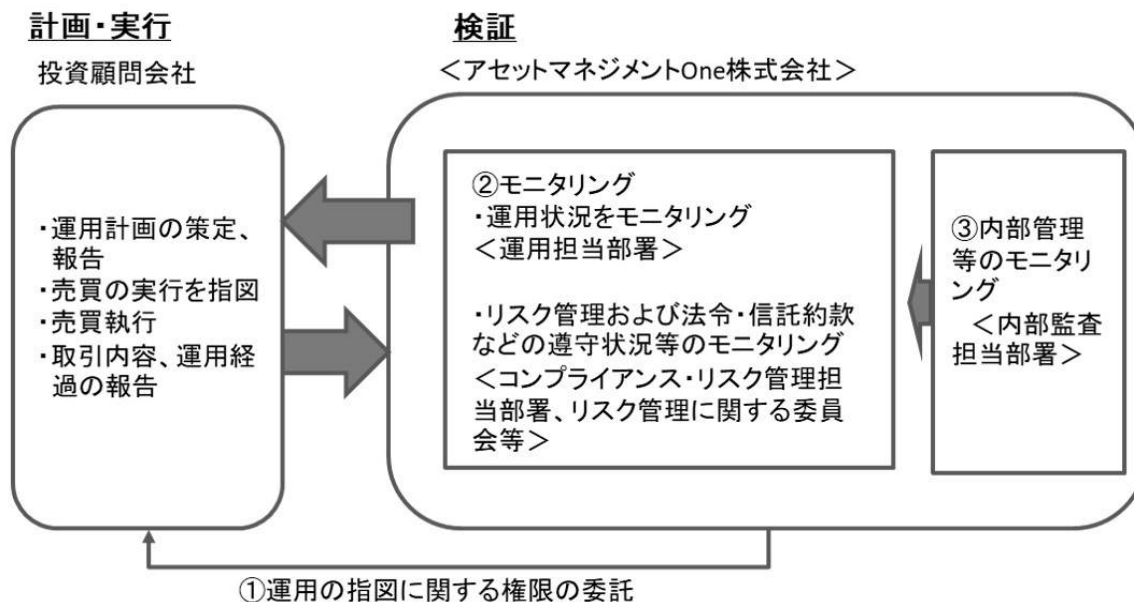 計画・実行
投資顧問会社
・運用計画の策定、
報告
・売買の実行を指図
・売買執行
・取引内容、運用経
過の報告
検証
＜アセットマネジメントOne株式会社＞
②モニタリング
・運用状況をモニタリング
＜運用担当部署＞
・リスク管理および法令・信託約款
などの遵守状況等のモニタリング
＜コンプライアンス・リスク管理担
当部署、リスク管理に関する委員
会等＞
③内部管理
等のモニタリ
ング
＜内部監査
担当部署＞
①運用の指図に関する権限の委託